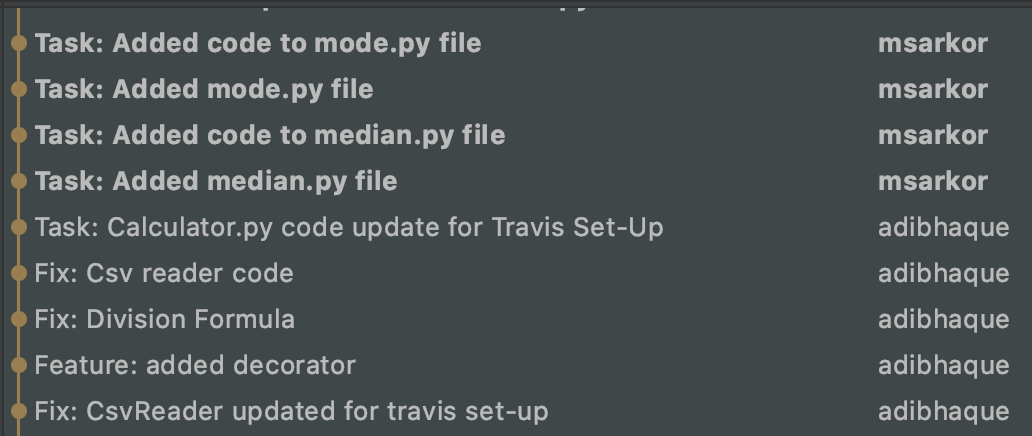 Task: Added code to mode.py file msarkor
Task: Added mode.py file msarkor
Task: Added code to median.py file msarkor
Task: Added median.py file msarkor
Task: Calculator.py code update for Travis Set-Up adibhaque
Fix: Csv reader code adibhaque
Fix: Division Formula adibhaque
Feature: added decorator adibhaque
Fix: CsvReader updated for travis set-up adibhaque